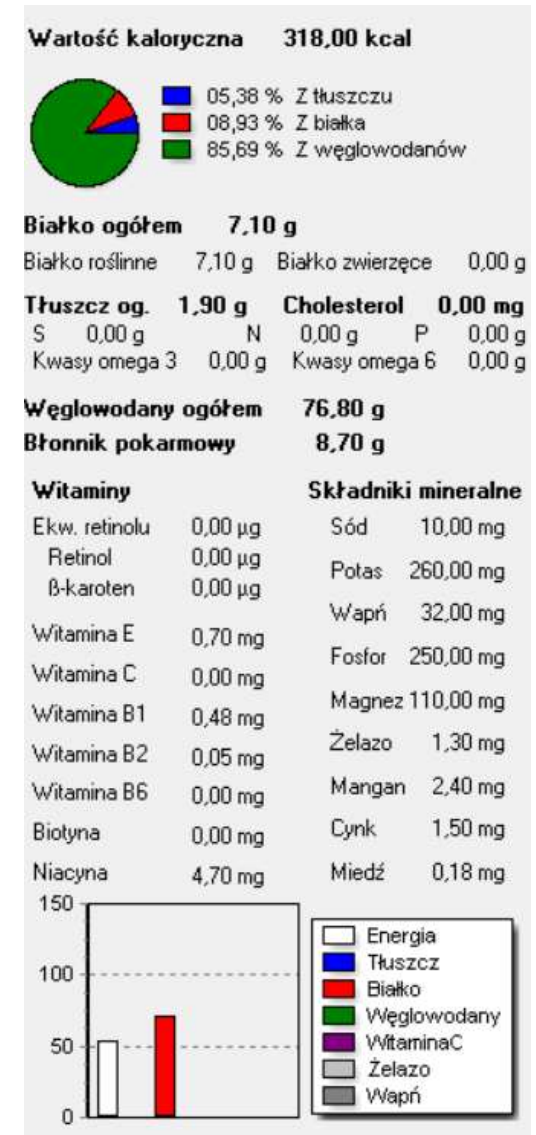 Wartość kaloryczna 318,00 kcal
05,38 % Z tłuszczu
08,93 % Z białka
85,69 % Z węglowodanów
Białko ogółem 7,10 g
Białko roślinne 7,10 g Białko zwierzęce 0,00 g
Tłuszcz og. 1,90 g Cholesterol 0,00 mg
S 0,00 g N 0,00 g P 0,00 g
Kwasy omega 3 0,00 g Kwasy omega 6 0,00 g
Węglowodany ogółem 76,80 g
Błonnik pokarmowy 8,70 g
Witaminy
Ekw. retinolu 0,00 µg
Retinol 0,00 µg
ß-karoten 0,00 µg
Witamina E 0,70 mg
Witamina C 0,00 mg
Witamina B1 0,48 mg
Witamina B2 0,05 mg
Witamina B6 0,00 mg
Biotyna 0,00 mg
Niacyna 4,70 mg
Składniki mineralne
Sód 10,00 mg
Potas 260,00 mg
Wapń 32,00 mg
Fosfor 250,00 mg
Magnez 110,00 mg
Żelazo 1,30 mg
Mangan 2,40 mg
Cynk 1,50 mg
Miedź 0,18 mg
150
100
50
0
Energia
Tłuszcz
Białko
Węglowodany
WitaminaC
Żelazo
Wapń